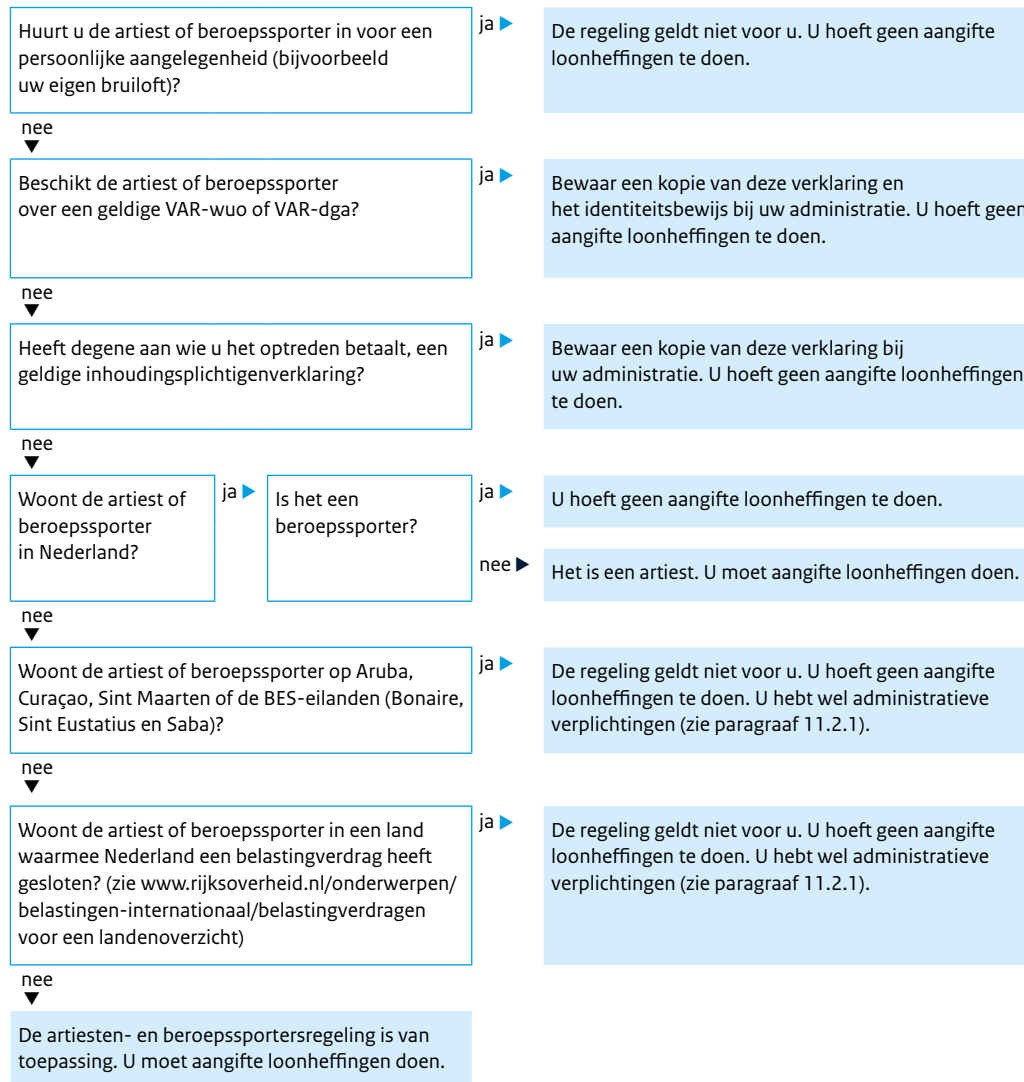 Huurt u de artiest of beroepssporter in voor een
persoonlijke aangelegenheid (bijvoorbeeld
uw eigen bruiloft)?
ja ▶
De regeling geldt niet voor u. U hoeft geen aangifte
loonheffingen te doen.
nee
▼
Beschikt de artiest of beroepssporter
over een geldige VAR-wuo of VAR-dga?
ja ▶
Bewaar een kopie van deze verklaring en
het identiteitsbewijs bij uw administratie. U hoeft geen
aangifte loonheffingen te doen.
nee
▼
Heeft degene aan wie u het optreden betaalt, een
geldige inhoudingsplichtigenverklaring?
ja ▶
Bewaar een kopie van deze verklaring bij
uw administratie. U hoeft geen aangifte loonheffingen
te doen.
nee
▼
Woont de artiest of
beroepssporter
in Nederland?
ja ▶
Is het een
beroepssporter?
ja ▶
U hoeft geen aangifte loonheffingen te doen.
nee ▶
Het is een artiest. U moet aangifte loonheffingen doen.
nee
▼
Woont de artiest of beroepssporter op Aruba,
Curaçao, Sint Maarten of de BES-eilanden (Bonaire,
Sint Eustatius en Saba)?
ja ▶
De regeling geldt niet voor u. U hoeft geen aangifte
loonheffingen te doen. U hebt wel administratieve
verplichtingen (zie paragraaf 11.2.1).
nee
▼
Woont de artiest of beroepssporter in een land
waarmee Nederland een belastingverdrag heeft
gesloten? (zie www.rijksoverheid.nl/onderwerpen/
belastingen-internationaal/belastingverdragen
voor een landenoverzicht)
ja ▶
De regeling geldt niet voor u. U hoeft geen aangifte
loonheffingen te doen. U hebt wel administratieve
verplichtingen (zie paragraaf 11.2.1).
nee
▼
De artiesten- en beroepssportersregeling is van
toepassing. U moet aangifte loonheffingen doen.